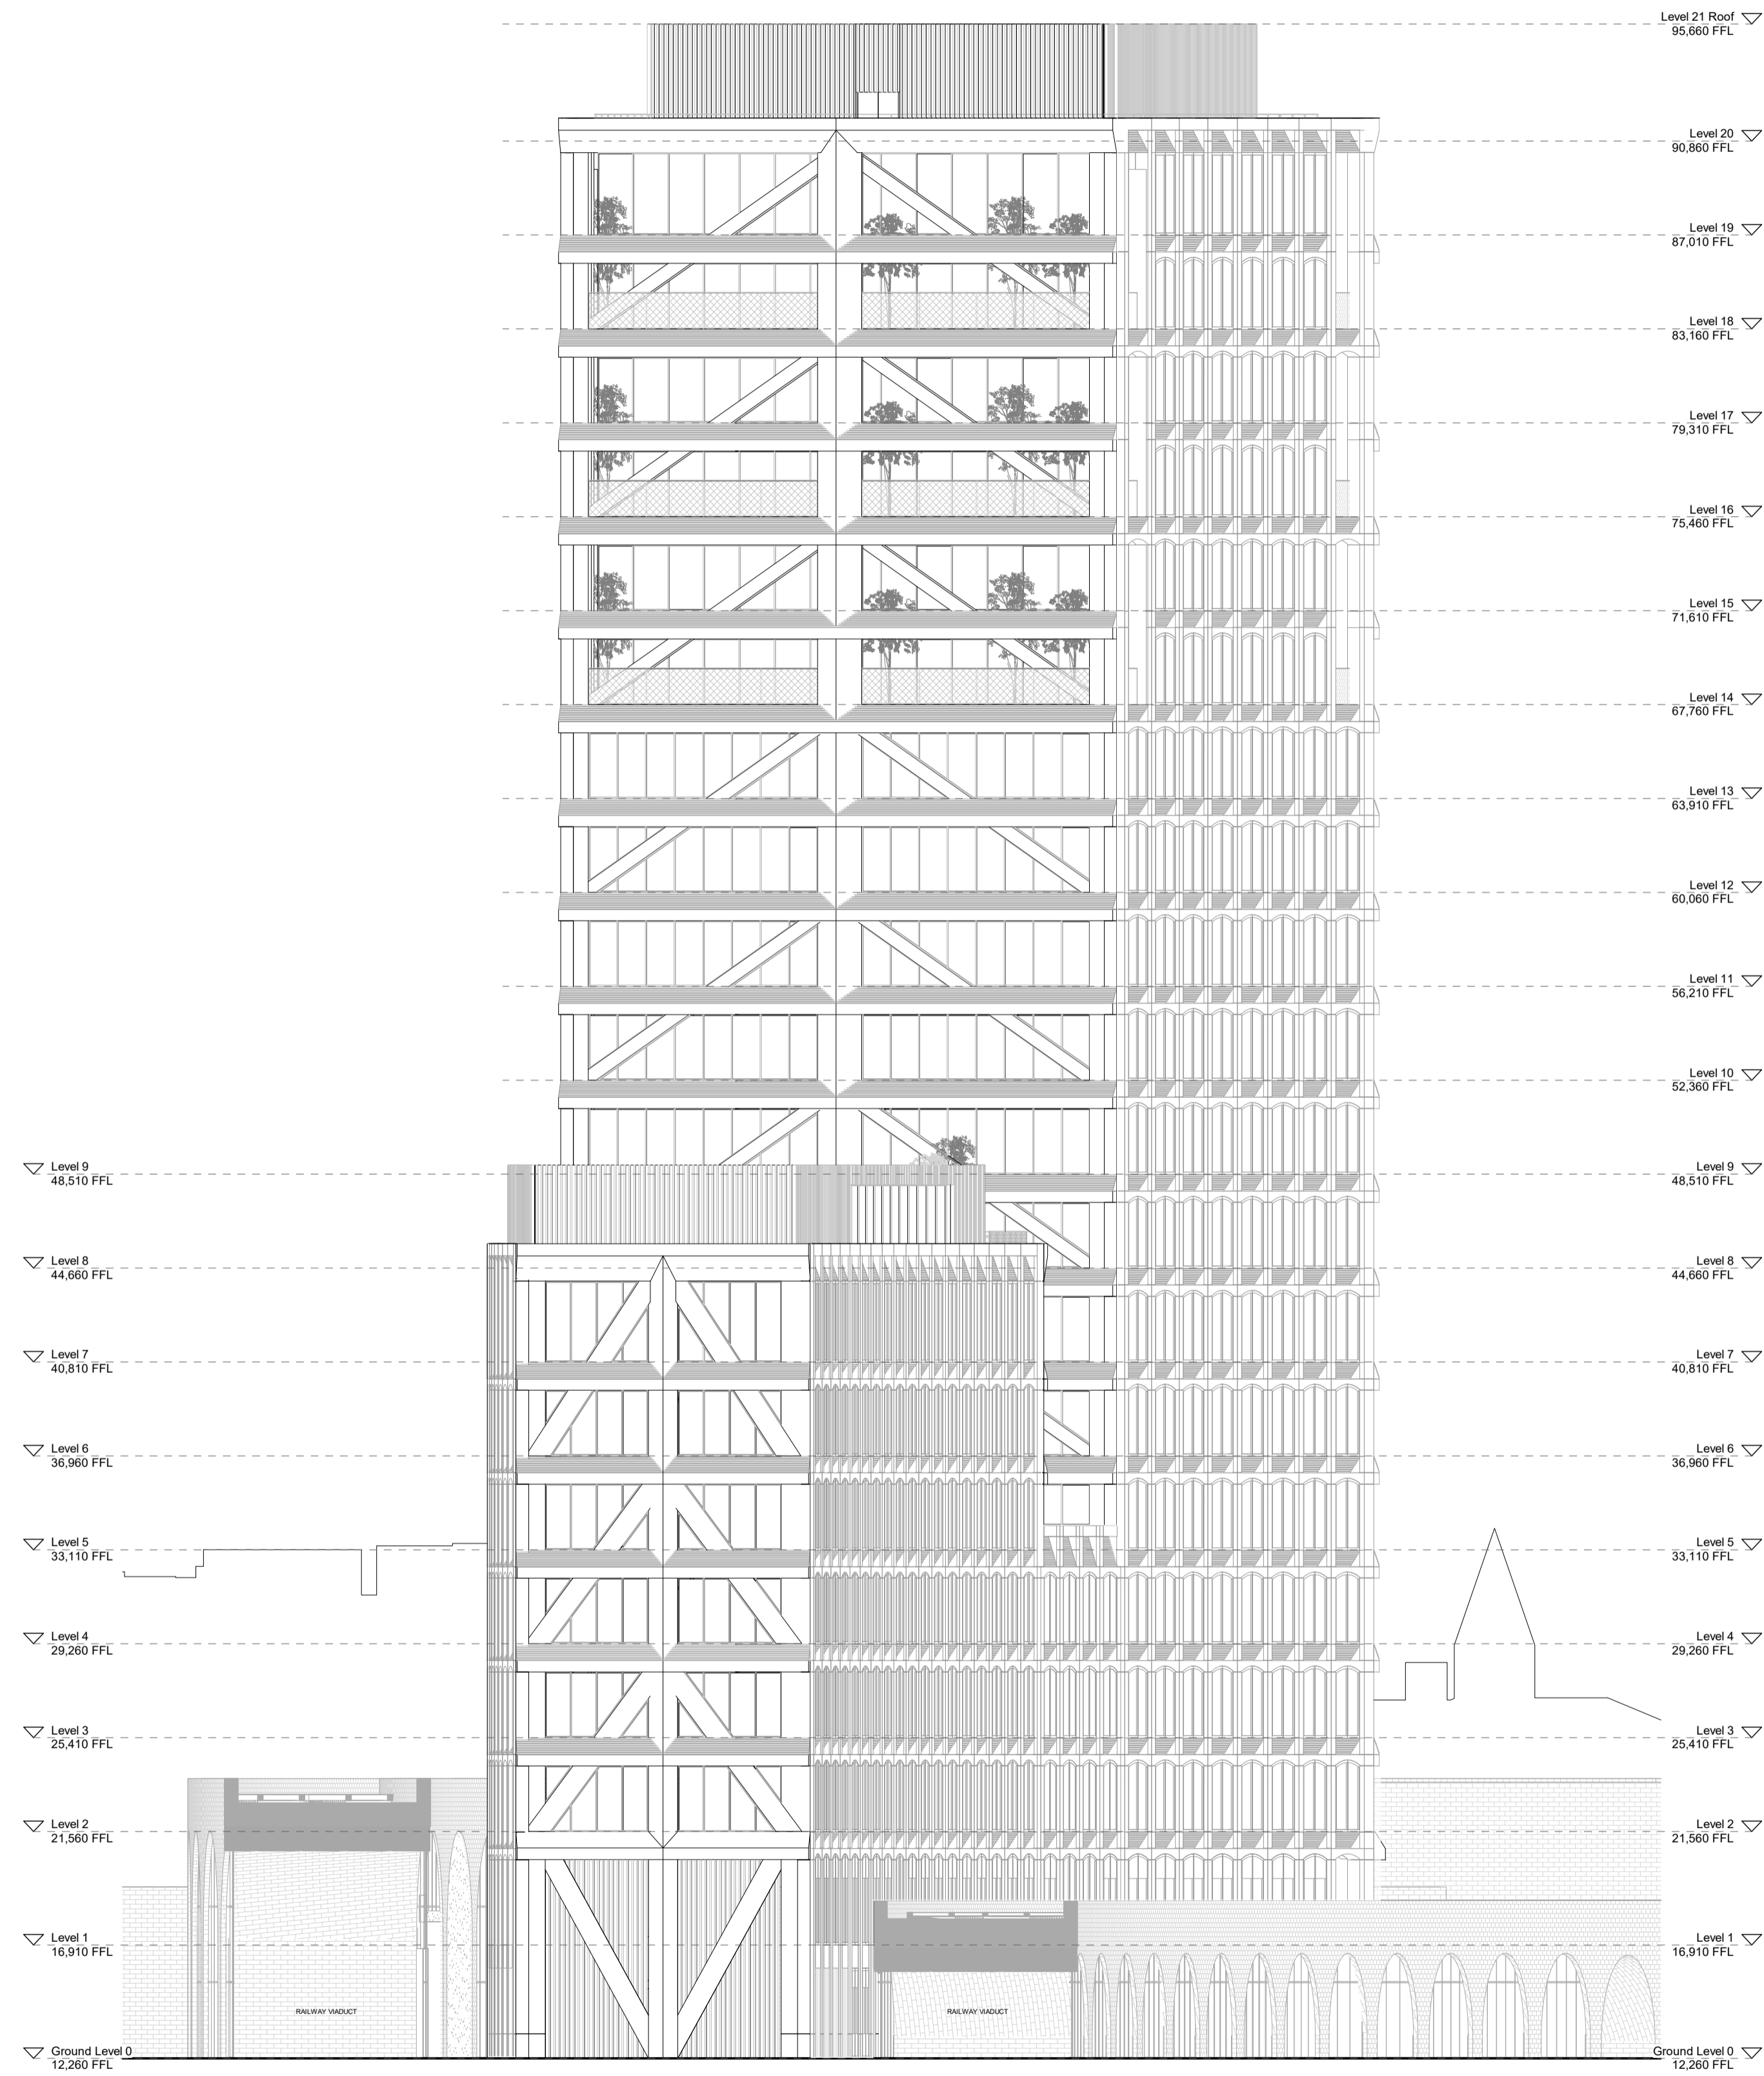 Level 21 Roof
95,660 FFL
Level 20
90,860 FFL
Level 19
87,010 FFL
Level 18
83,160 FFL
Level 17
79,310 FFL
Level 16
75,460 FFL
Level 15
71,610 FFL
Level 14
67,760 FFL
Level 13
63,910 FFL
Level 12
60,060 FFL
Level 11
56,210 FFL
Level 10
52,360 FFL
Level 9
48,510 FFL
Level 9
48,510 FFL
Level 8
44,660 FFL
Level 8
44,660 FFL
Level 7
40,810 FFL
Level 7
40,810 FFL
Level 6
36,960 FFL
Level 6
36,960 FFL
Level 5
33,110 FFL
Level 5
33,110 FFL
Level 4
29,260 FFL
Level 4
29,260 FFL
Level 3
25,410 FFL
Level 3
25,410 FFL
Level 2
21,560 FFL
Level 2
21,560 FFL
Level 1
16,910 FFL
Level 1
16,910 FFL
RAILWAY VIADUCT
RAILWAY VIADUCT
Ground Level 0
12,260 FFL
Ground Level 0
12,260 FFL